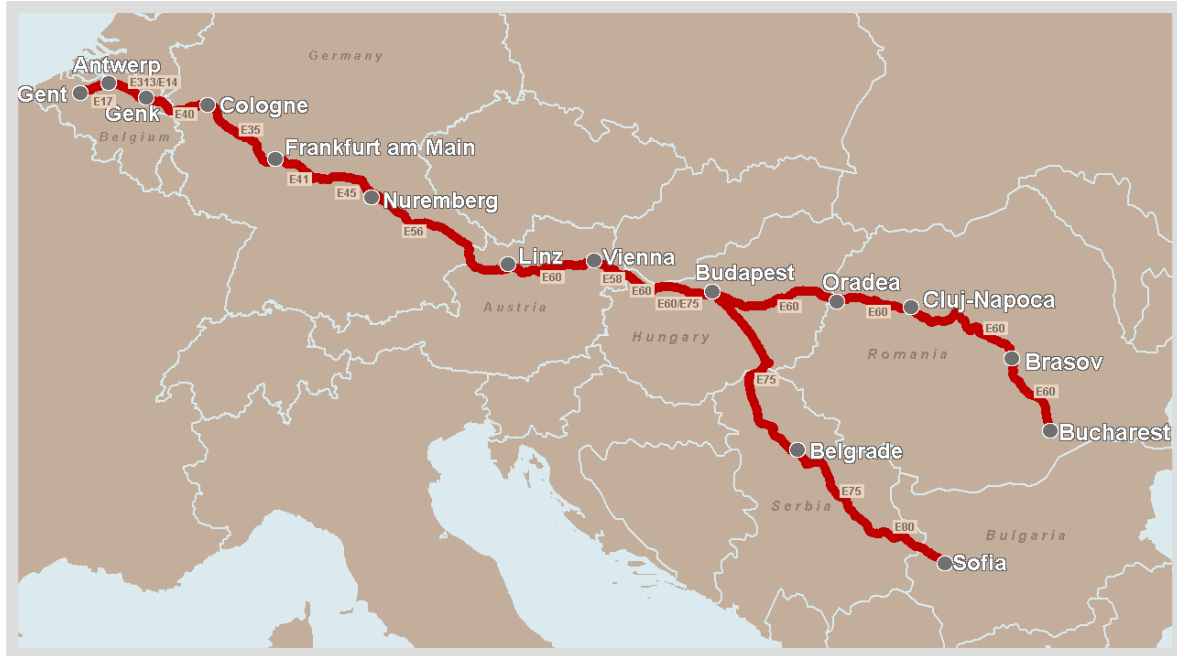 Germany
Antwerp
E313/E14
Gent
E17
Genk
E40
Cologne
Belgium
E35
Frankfurt am Main
E41
E45
Nuremberg
E56
Linz
Vienna
E60
E58
Budapest
Oradea
E60
E60/E75
E60
Cluj-Napoca
E60
Austria
Hungary
E60
Romania
Brasov
E75
E60
Bucharest
Belgrade
E75
Serbia
E80
Bulgaria
Sofia